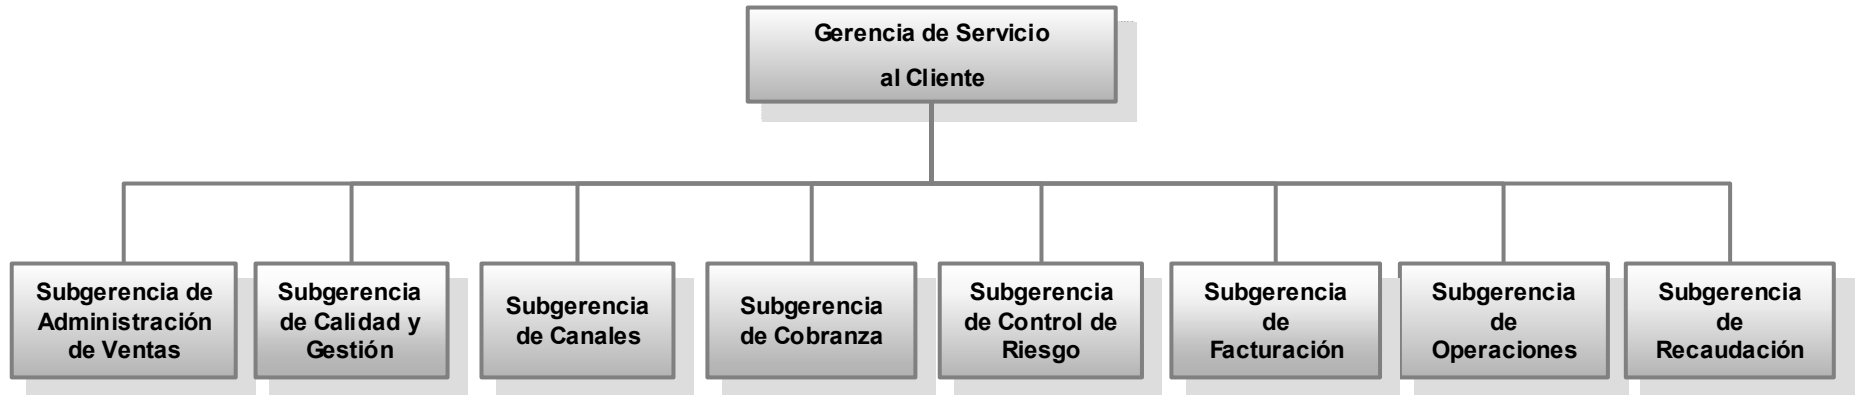 Gerencia de Servicio
al Cliente
Subgerencia de
Administración
de Ventas
Subgerencia
de Calidad y
Gestión
Subgerencia
de Canales
Subgerencia
de Cobranza
Subgerencia
de Control de
Riesgo
Subgerencia
de
Facturación
Subgerencia
de
Operaciones
Subgerencia
de
Recaudación